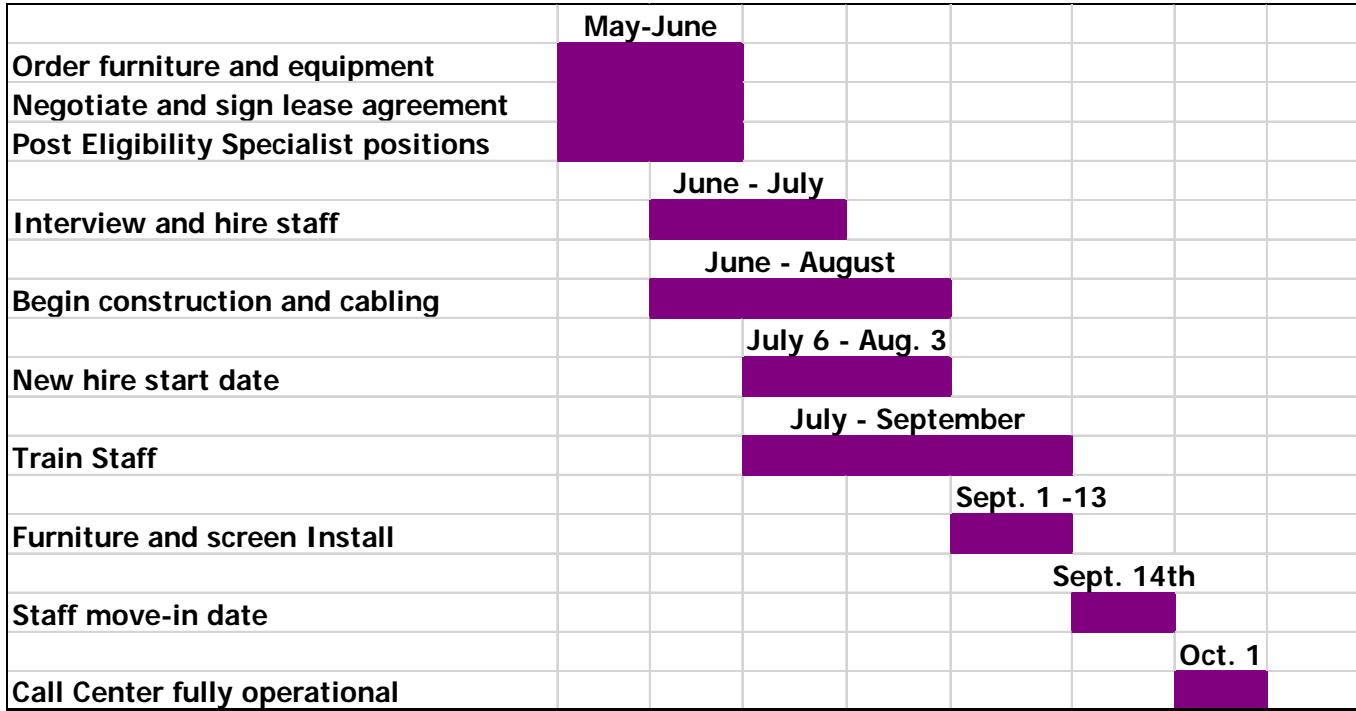 May-June
Order furniture and equipment
Negotiate and sign lease agreement
Post Eligibility Specialist positions
June - July
Interview and hire staff
June - August
Begin construction and cabling
July 6 - Aug. 3
New hire start date
July - September
Train Staff
Sept. 1 -13
Furniture and screen Install
Sept. 14th
Staff move-in date
Oct. 1
Call Center fully operational